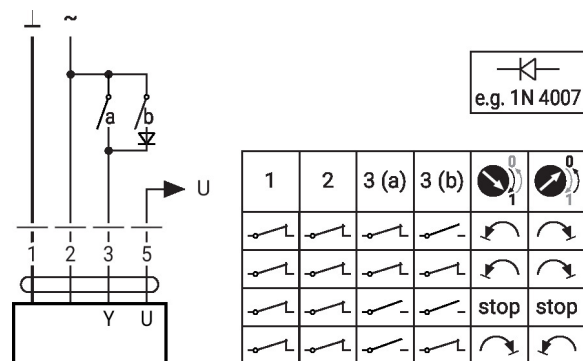 ⊥ ~
a b
U
1 2 3 5
Y U
e.g. 1N 4007
1 2 3 (a) 3 (b) 0 1 0 1
stop stop